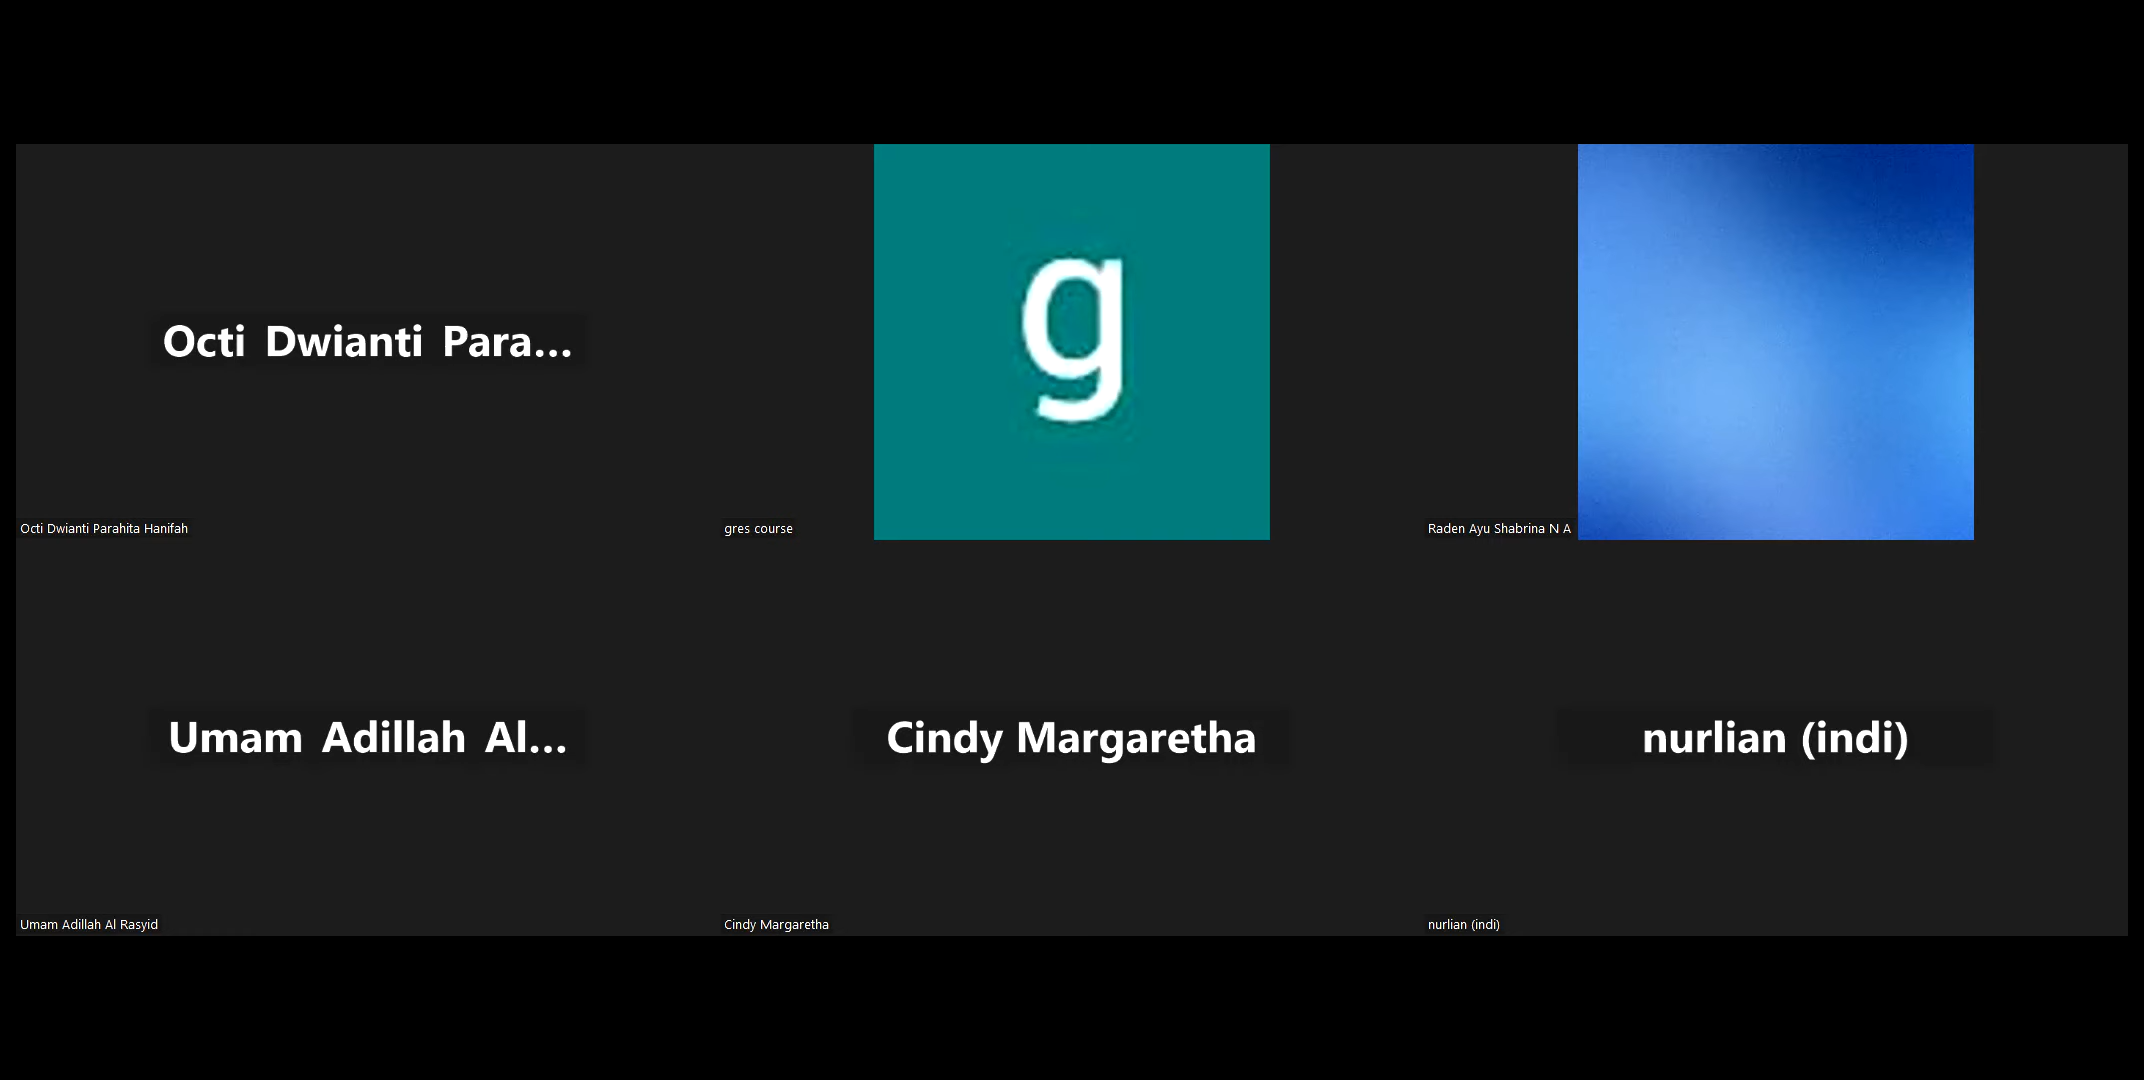 Octi Dwianti Para...
g
Octi Dwianti Parahita Hanifah
gres course
Raden Ayu Shabrina N A
Umam Adillah Al...
Cindy Margaretha
nurlian (indi)
Umam Adillah Al Rasyid
Cindy Margaretha
nurlian (indi)